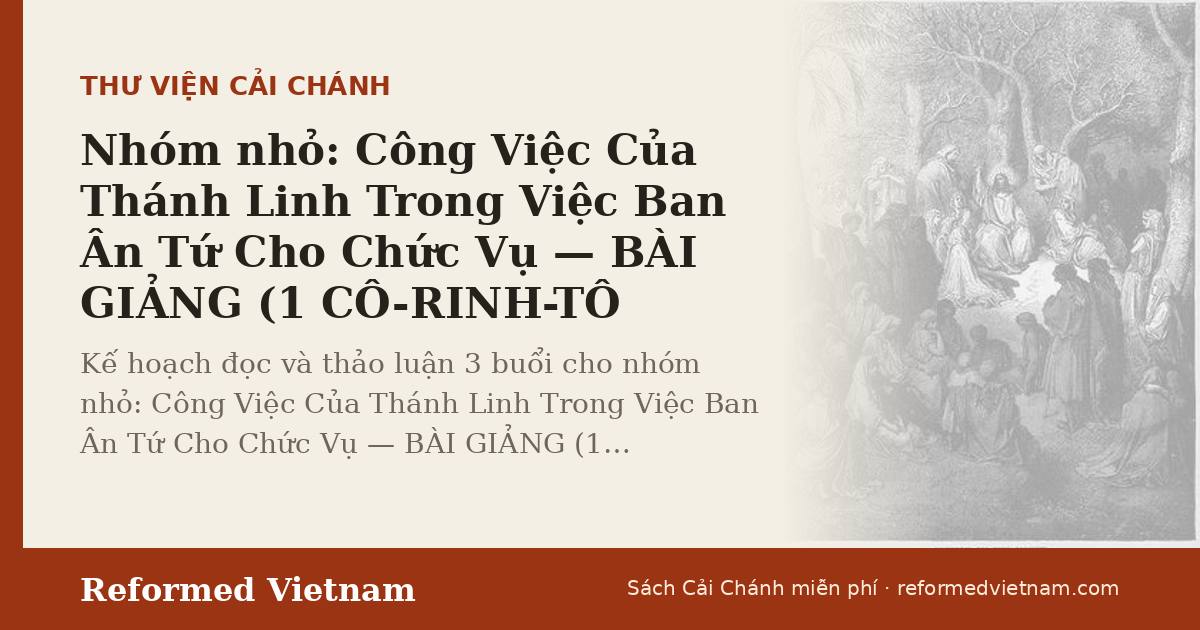 THƯ VIỆN CẢI CHÁNH
Nhóm nhỏ: Công Việc Của
Thánh Linh Trong Việc Ban
Ân Tứ Cho Chức Vụ — BÀI
GIẢNG (1 CÔ-RINH-TÔ
Kế hoạch đọc và thảo luận 3 buổi cho nhóm
nhỏ: Công Việc Của Thánh Linh Trong Việc Ban
Ân Tứ Cho Chức Vụ — BÀI GIẢNG (1...
Reformed Vietnam
Sách Cải Chánh miễn phí · reformedvietnam.com